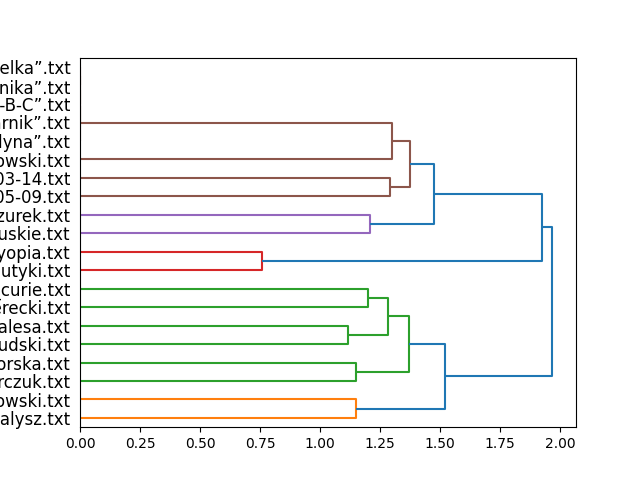 elka”.txt
nika”.txt
-B-C”.txt
rnik”.txt
lyna”.txt
owski.txt
03-14.txt
05-09.txt
zurek.txt
uskie.txt
yopia.txt
utyki.txt
curie.txt
erecki.txt
alesa.txt
udski.txt
orska.txt
rczuk.txt
owski.txt
alysz.txt
0.00 0.25 0.50 0.75 1.00 1.25 1.50 1.75 2.00